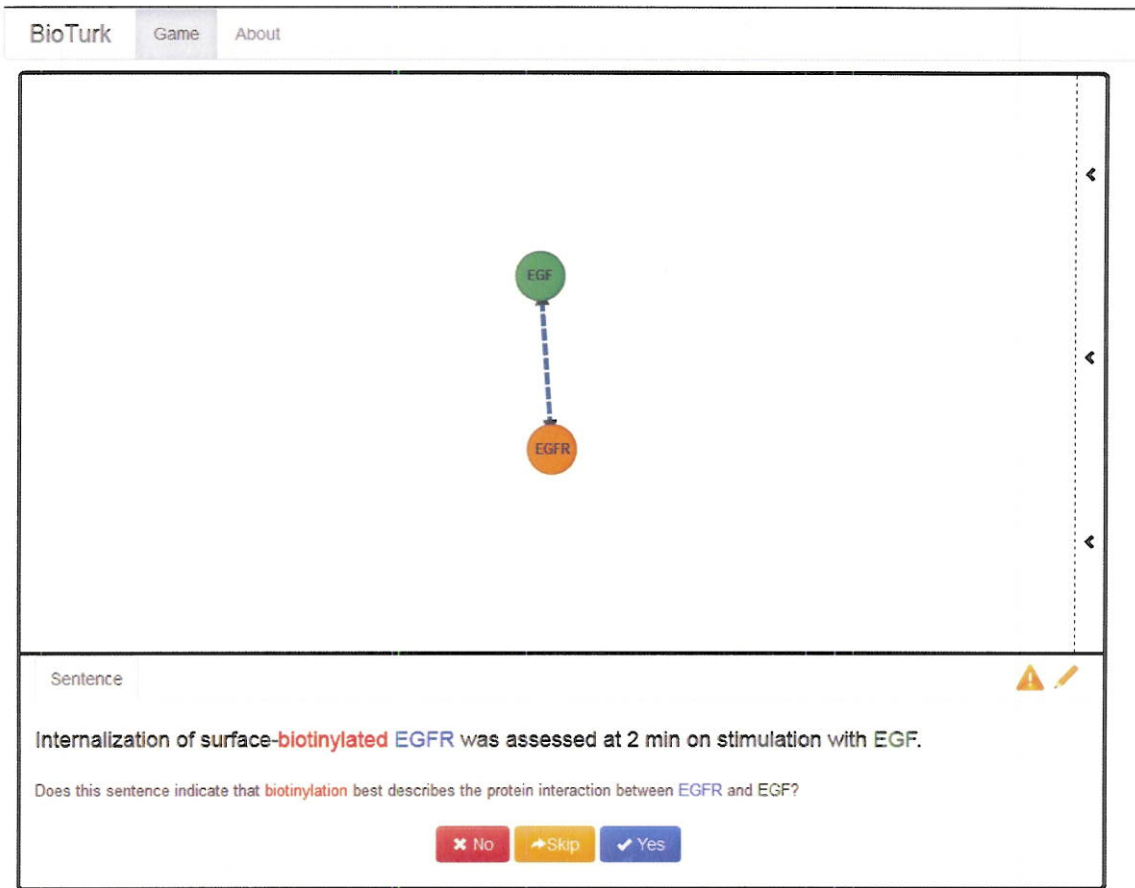 BioTurk Game About
EGF
EGFR
Sentence
Internalization of surface-biotinylated EGFR was assessed at 2 min on stimulation with EGF.
Does this sentence indicate that biotinylation best describes the protein interaction between EGFR and EGF?
No Skip Yes